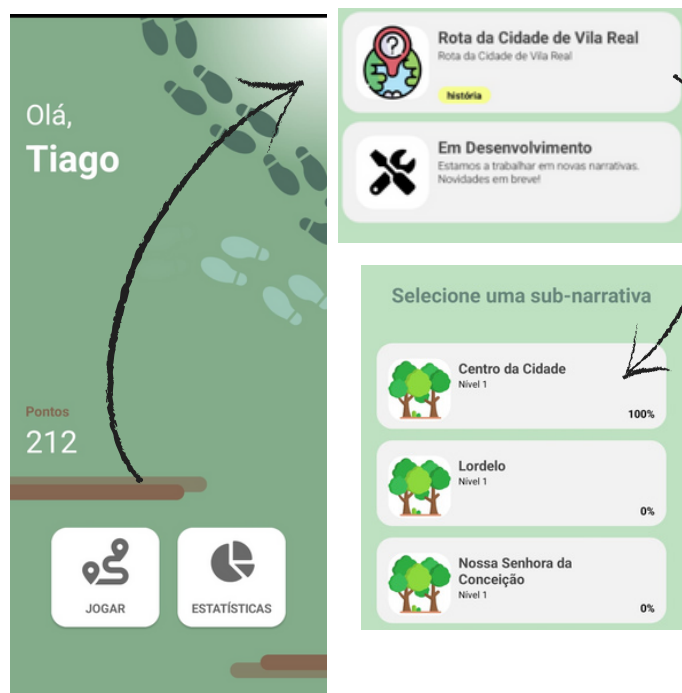 Olá,
Tiago
Pontos
212
JOGAR
ESTATÍSTICAS
Rota da Cidade de Vila Real
Rota da Cidade de Vila Real
história
Em Desenvolvimento
Estamos a trabalhar em novas narrativas.
Novidades em breve!
Selecione uma sub-narrativa
Centro da Cidade
Nível 1
100%
Lordelo
Nível 1
0%
Nossa Senhora da
Conceição
Nível 1
0%